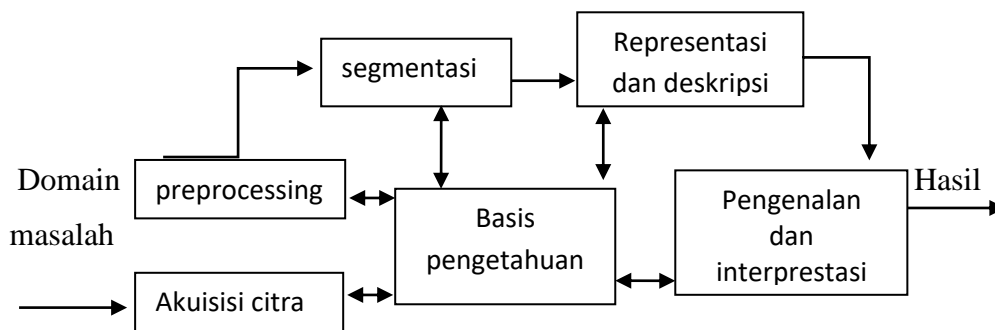 Representasi
dan deskripsi
segmentasi
Domain
masalah
preprocessing
Basis
pengetahuan
Pengenalan
dan
interprestasi
Hasil
Akuisisi citra